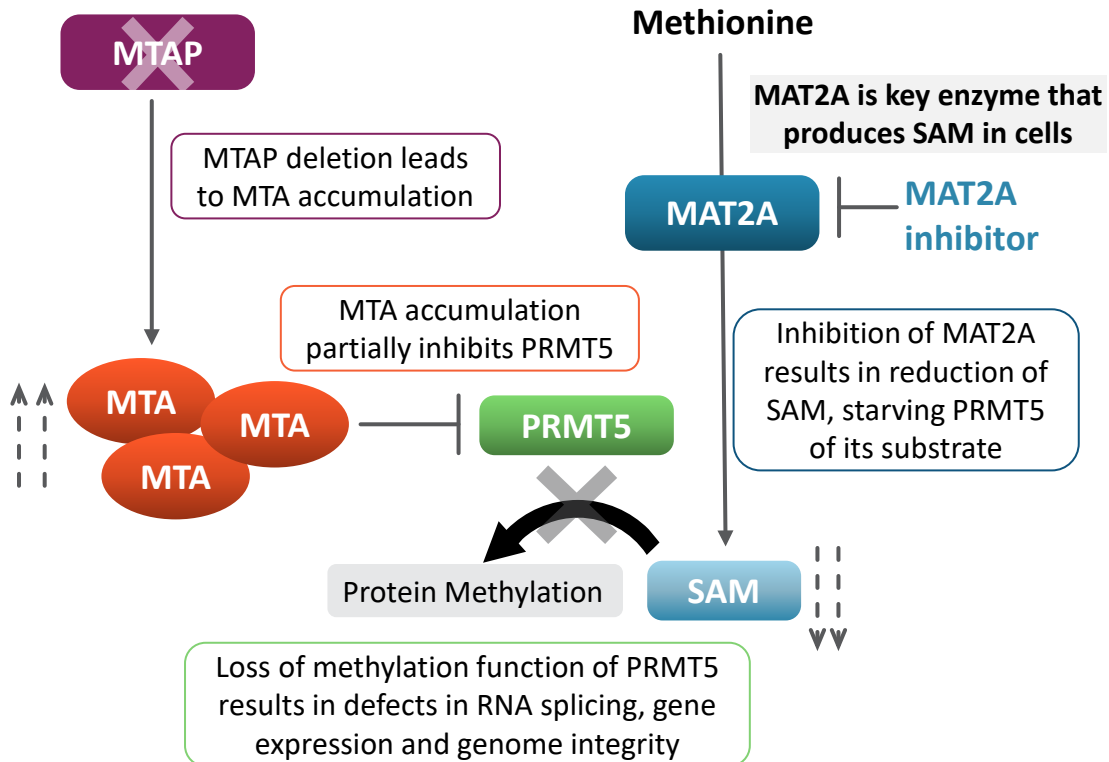 MTAP
Methionine
MAT2A is key enzyme that
produces SAM in cells
MTAP deletion leads
to MTA accumulation
MAT2A
MAT2A
inhibitor
MTA accumulation
partially inhibits PRMT5
Inhibition of MAT2A
results in reduction of
SAM, starving PRMT5
of its substrate
MTA
MTA
MTA
PRMT5
Protein Methylation
SAM
Loss of methylation function of PRMT5
results in defects in RNA splicing, gene
expression and genome integrity